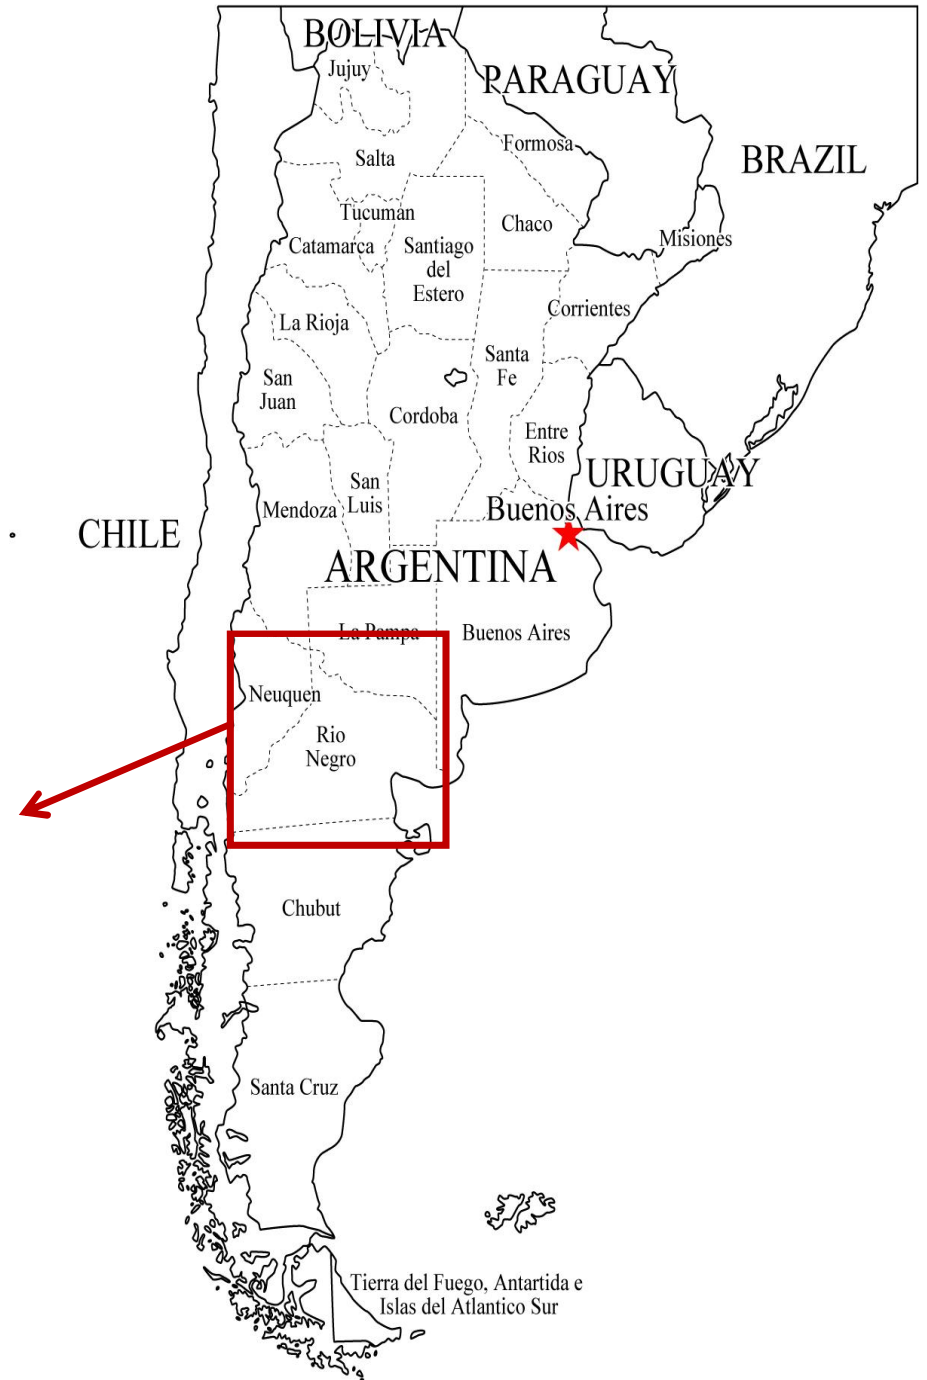 BOLIVIA
Jujuy
PARAGUAY
Formosa
Salta
BRAZIL
Tucuman
Chaco
Catamarca
Santiago
del
Estero
Misiones
La Rioja
Corrientes
Santa
Fe
San
Juan
Cordoba
Entre
Rios
URUGUAY
San
Luis
Mendoza
Buenos Aires
CHILE
ARGENTINA
La Pampa
Buenos Aires
Neuquen
Rio
Negro
Chubut
Santa Cruz
Tierra del Fuego, Antartida e
Islas del Atlantico Sur